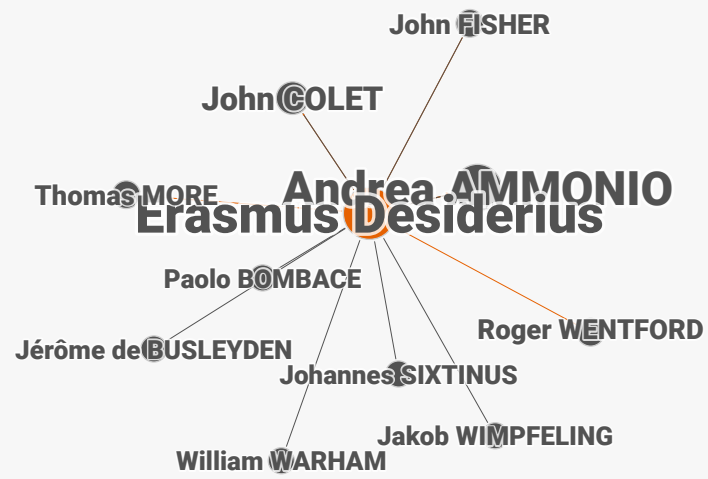 John FISHER
John COLET
Andrea AMMONIO
Thomas MORE
Erasmus Desiderius
Paolo BOMBACE
Roger WENTFORD
Jérôme de BUSLEYDEN
Johannes SIXTINUS
Jakob WIMPFELING
William WARHAM